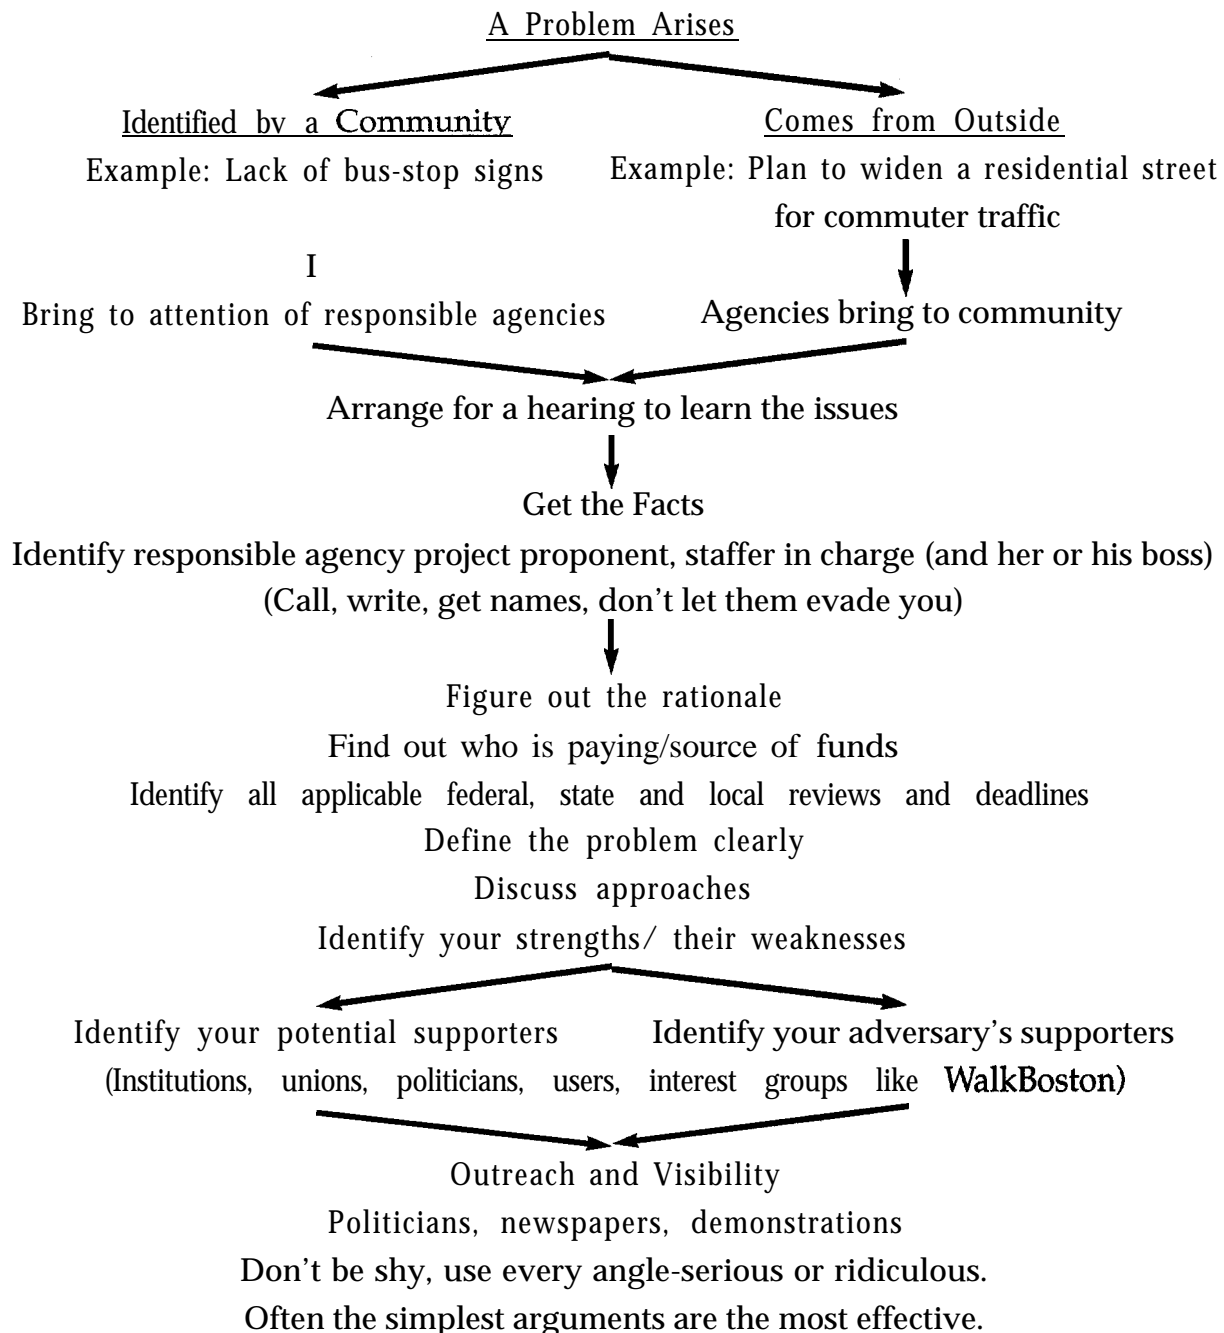 A Problem Arises
Identified bv a Community
Comes from Outside
Example: Lack of bus-stop signs
Example: Plan to widen a residential street
for commuter traffic
I
Bring to attention of responsible agencies
Agencies bring to community
Arrange for a hearing to learn the issues
Get the Facts
Identify responsible agency project proponent, staffer in charge (and her or his boss)
(Call, write, get names, don't let them evade you)
Figure out the rationale
Find out who is paying/source of funds
Identify all applicable federal, state and local reviews and deadlines
Define the problem clearly
Discuss approaches
Identify your strengths/ their weaknesses
Identify your potential supporters
Identify your adversary's supporters
(Institutions, unions, politicians, users, interest groups like WalkBoston)
Outreach and Visibility
Politicians, newspapers, demonstrations
Don't be shy, use every angle-serious or ridiculous.
Often the simplest arguments are the most effective.